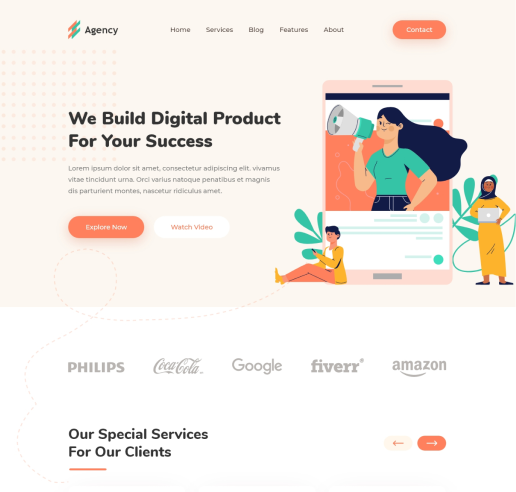 Agency
Home Services Blog Features About
Contact
We Build Digital Product
For Your Success
Lorem ipsum dolor sit amet, consectetur adipiscing elit. vivamus
vitae tincidunt urna. Orci varius natoque penatibus et magnis
dis parturient montes, nascetur ridiculus amet.
Explore Now Watch Video
PHILIPS Coca-Cola Google fiverr amazon
Our Special Services
For Our Clients